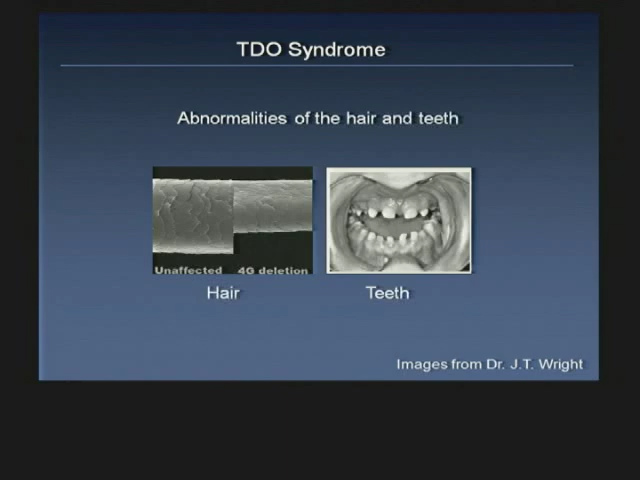 TDO Syndrome
Abnormalities of the hair and teeth
Unaffected 4G deletion
Hair Teeth
Images from Dr. J.T. Wright